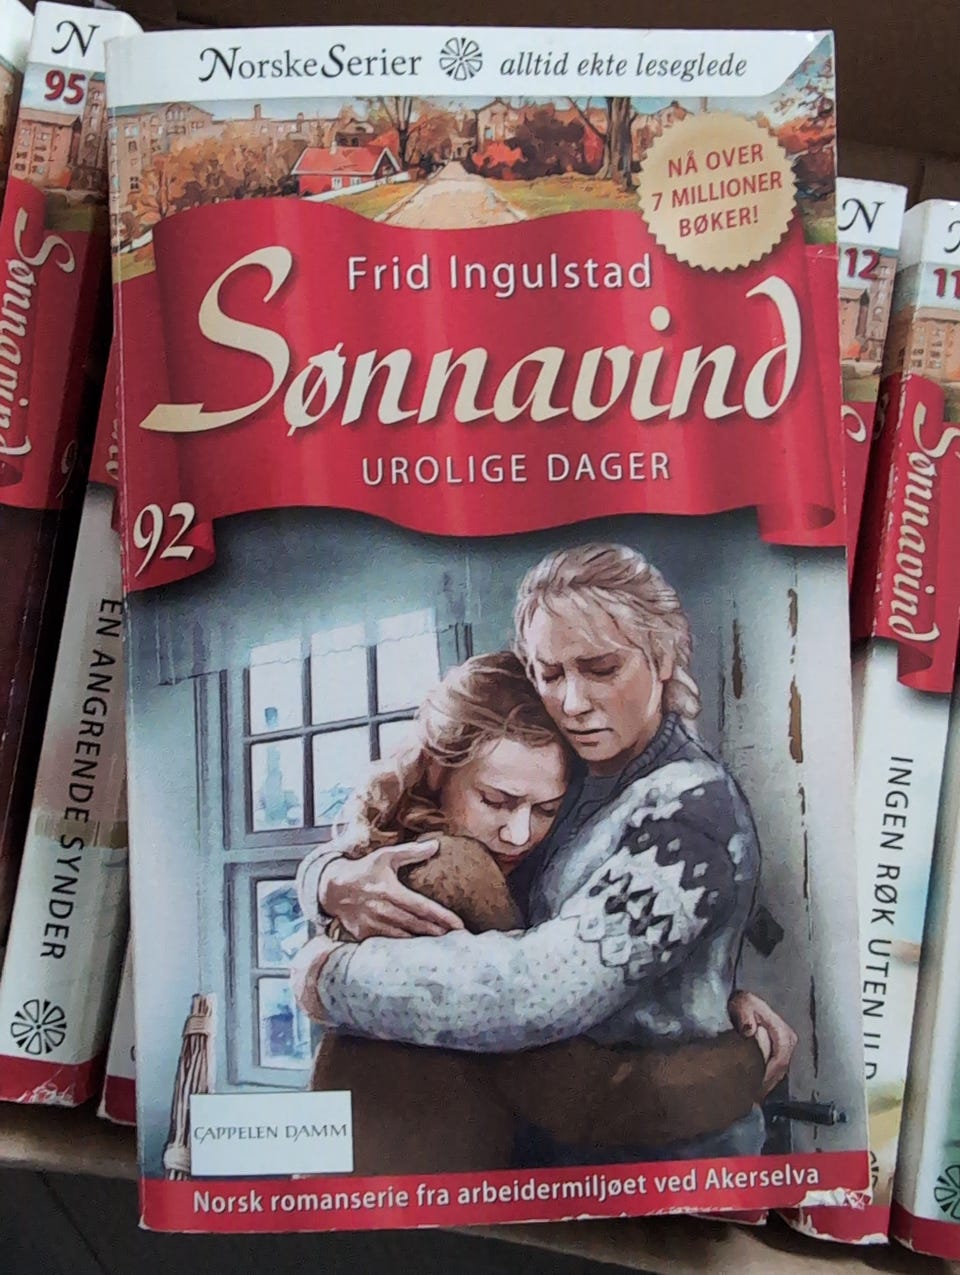 NorskeSerier alltid ekte leseglede
NÅ OVER
7 MILLIONER
BØKER!
Frid Ingulstad
Sønnavind
UROLIGE DAGER
92
CAPPELEN DAMM
Norsk romanserie fra arbeidermiljøet ved Akerselva
N
95
Sønnavind
EN ANGRENDE SYNDER
N
12
INGEN RØK UTEN ILD
11
Sønnavind